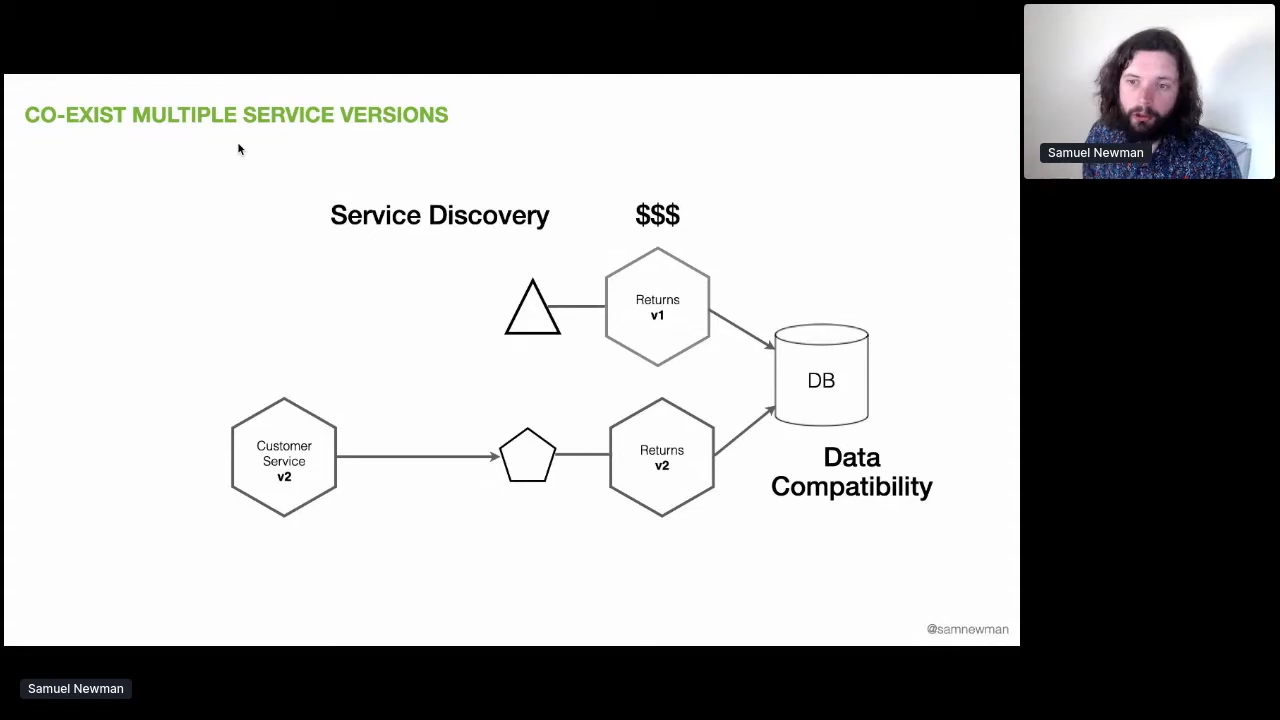 CO-EXIST MULTIPLE SERVICE VERSIONS
Service Discovery
$$$
Returns
v1
DB
Customer
Service
v2
Returns
v2
Data
Compatibility
@samnewman
Samuel Newman
Samuel Newman